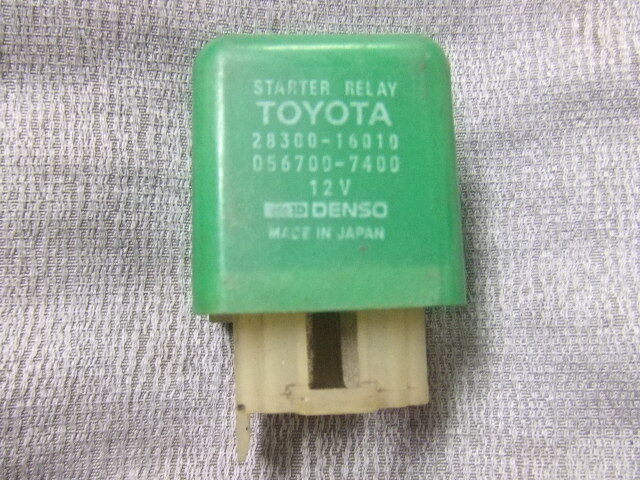 STARTER RELAY
TOYOTA
28300-16010
056700-7400
12V
DENSO
MADE IN JAPAN